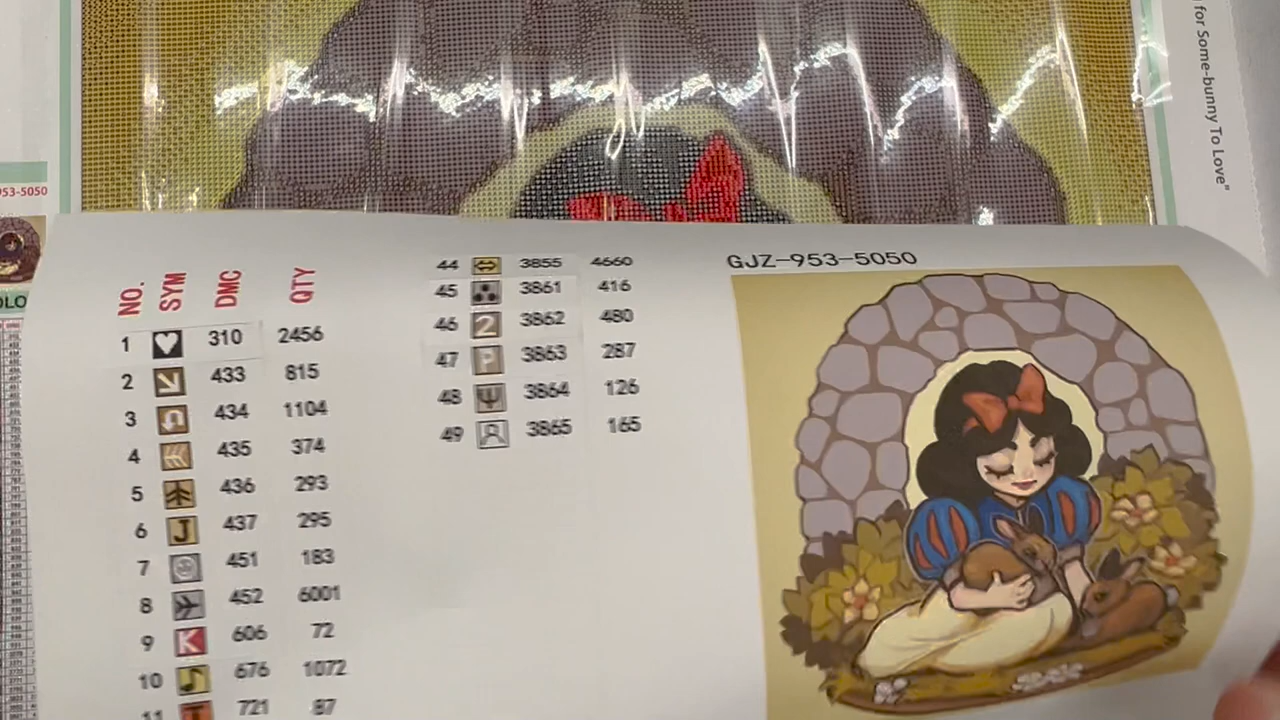 for Some-bunny To Love"
953-5050
OLO
GJZ-953-5050
NO. SYM DMC QTY
1 310 2456
2 433 815
3 434 1104
4 435 374
5 436 293
6 J 437 295
7 451 183
8 452 6001
9 K 606 72
10 676 1072
11 721 87
44 3855 4660
45 3861 416
46 2 3862 480
47 P 3863 287
48 Ψ 3864 126
49 3865 165